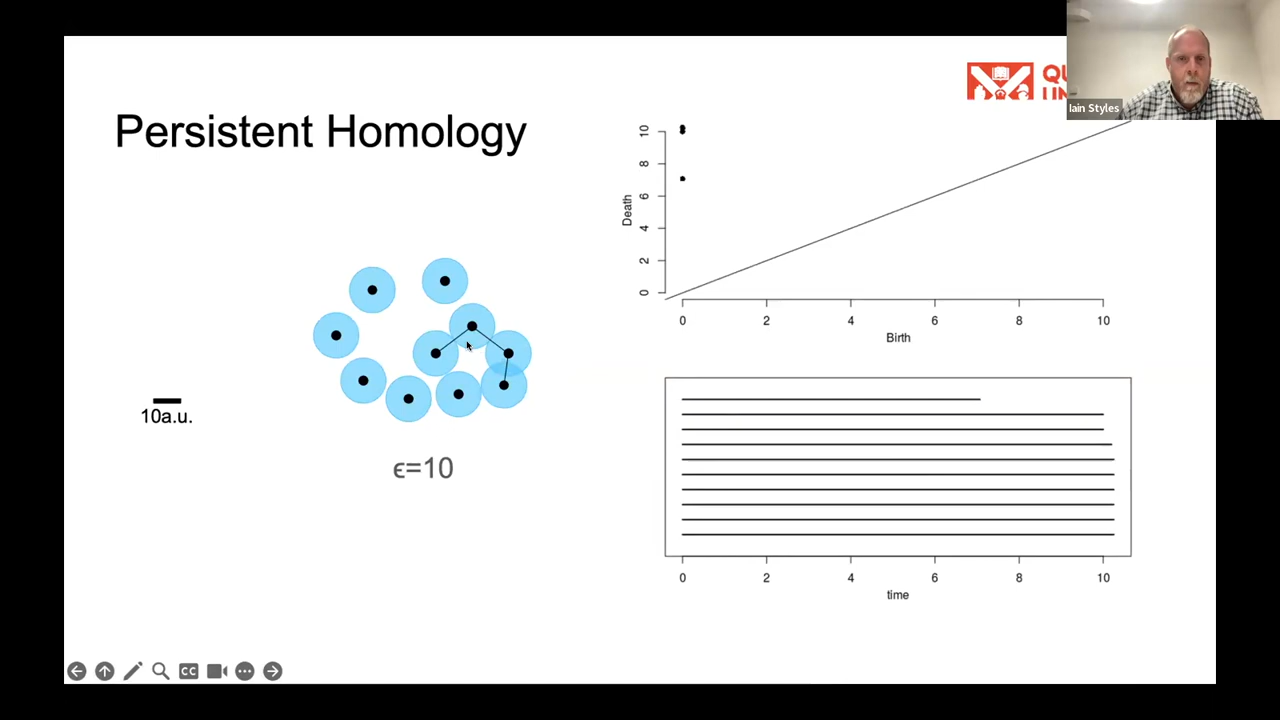 Iain Styles
Persistent Homology
10a.u.
ϵ=10
Death
0 2 4 6 8 10
0 2 4 6 8 10
Birth
0 2 4 6 8 10
time
CC